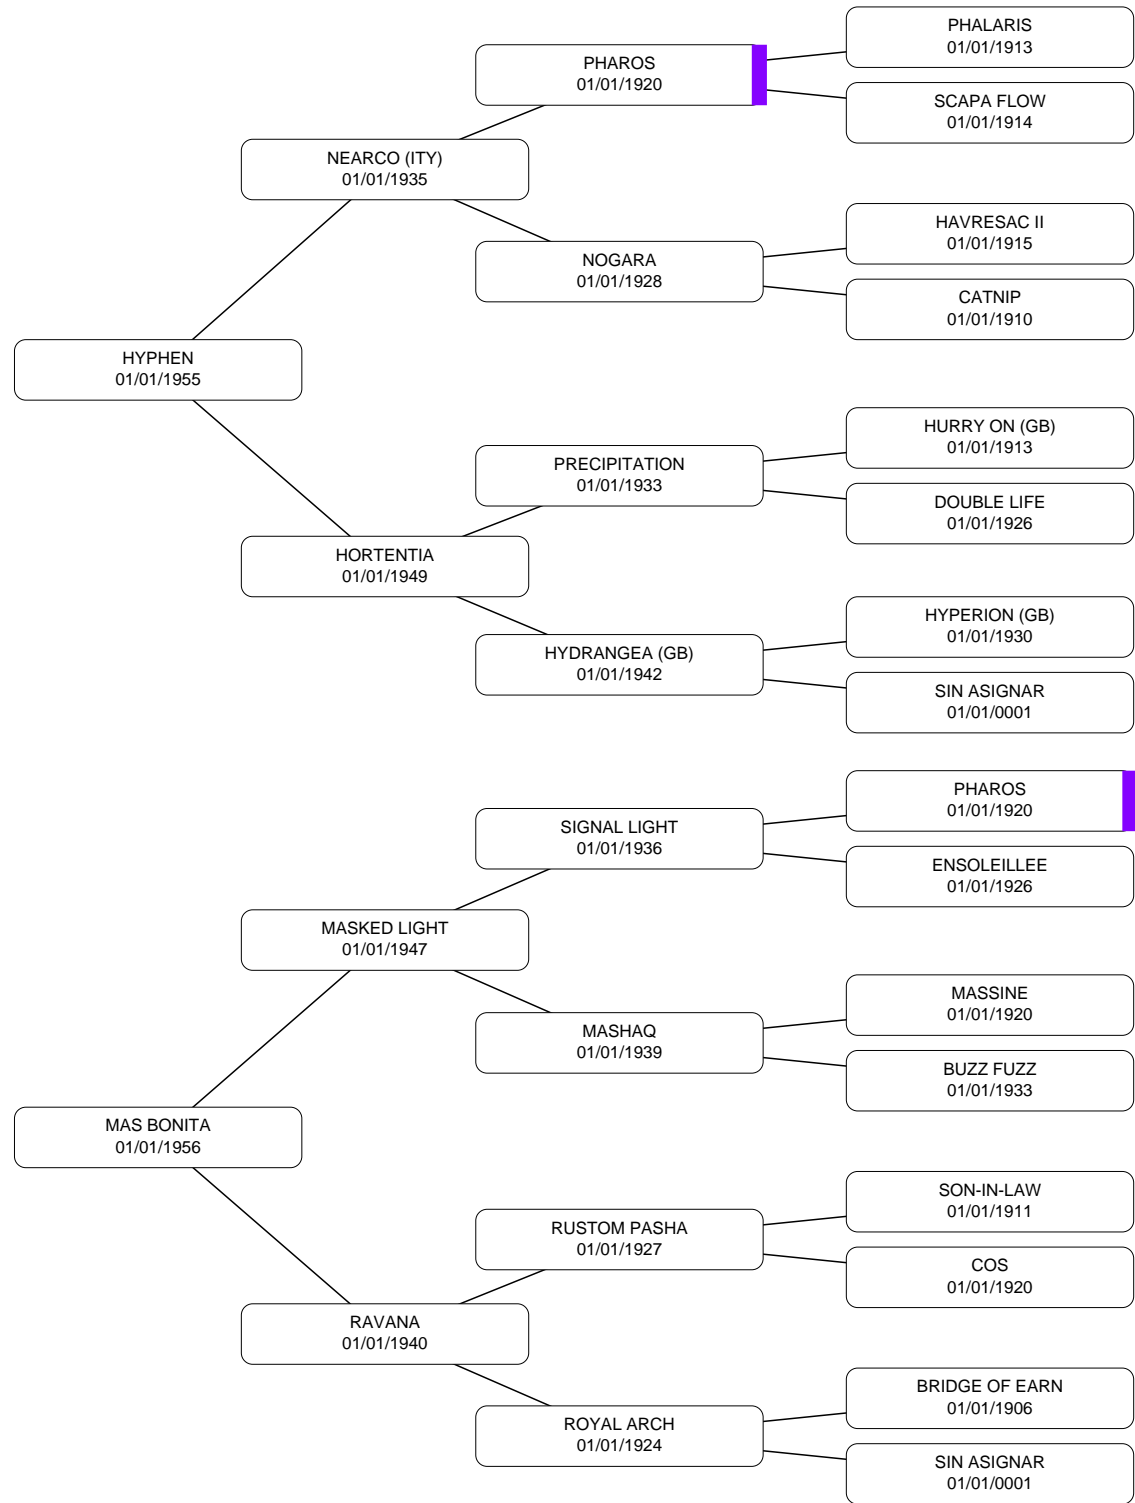 PHALARIS
01/01/1913
PHAROS
01/01/1920
SCAPA FLOW
01/01/1914
NEARCO (ITY)
01/01/1935
HAVRESAC II
01/01/1915
NOGARA
01/01/1928
CATNIP
01/01/1910
HYPHEN
01/01/1955
HURRY ON (GB)
01/01/1913
PRECIPITATION
01/01/1933
DOUBLE LIFE
01/01/1926
HORTENTIA
01/01/1949
HYPERION (GB)
01/01/1930
HYDRANGEA (GB)
01/01/1942
SIN ASIGNAR
01/01/0001
PHAROS
01/01/1920
SIGNAL LIGHT
01/01/1936
ENSOLEILLEE
01/01/1926
MASKED LIGHT
01/01/1947
MASSINE
01/01/1920
MASHAQ
01/01/1939
BUZZ FUZZ
01/01/1933
MAS BONITA
01/01/1956
SON-IN-LAW
01/01/1911
RUSTOM PASHA
01/01/1927
COS
01/01/1920
RAVANA
01/01/1940
BRIDGE OF EARN
01/01/1906
ROYAL ARCH
01/01/1924
SIN ASIGNAR
01/01/0001